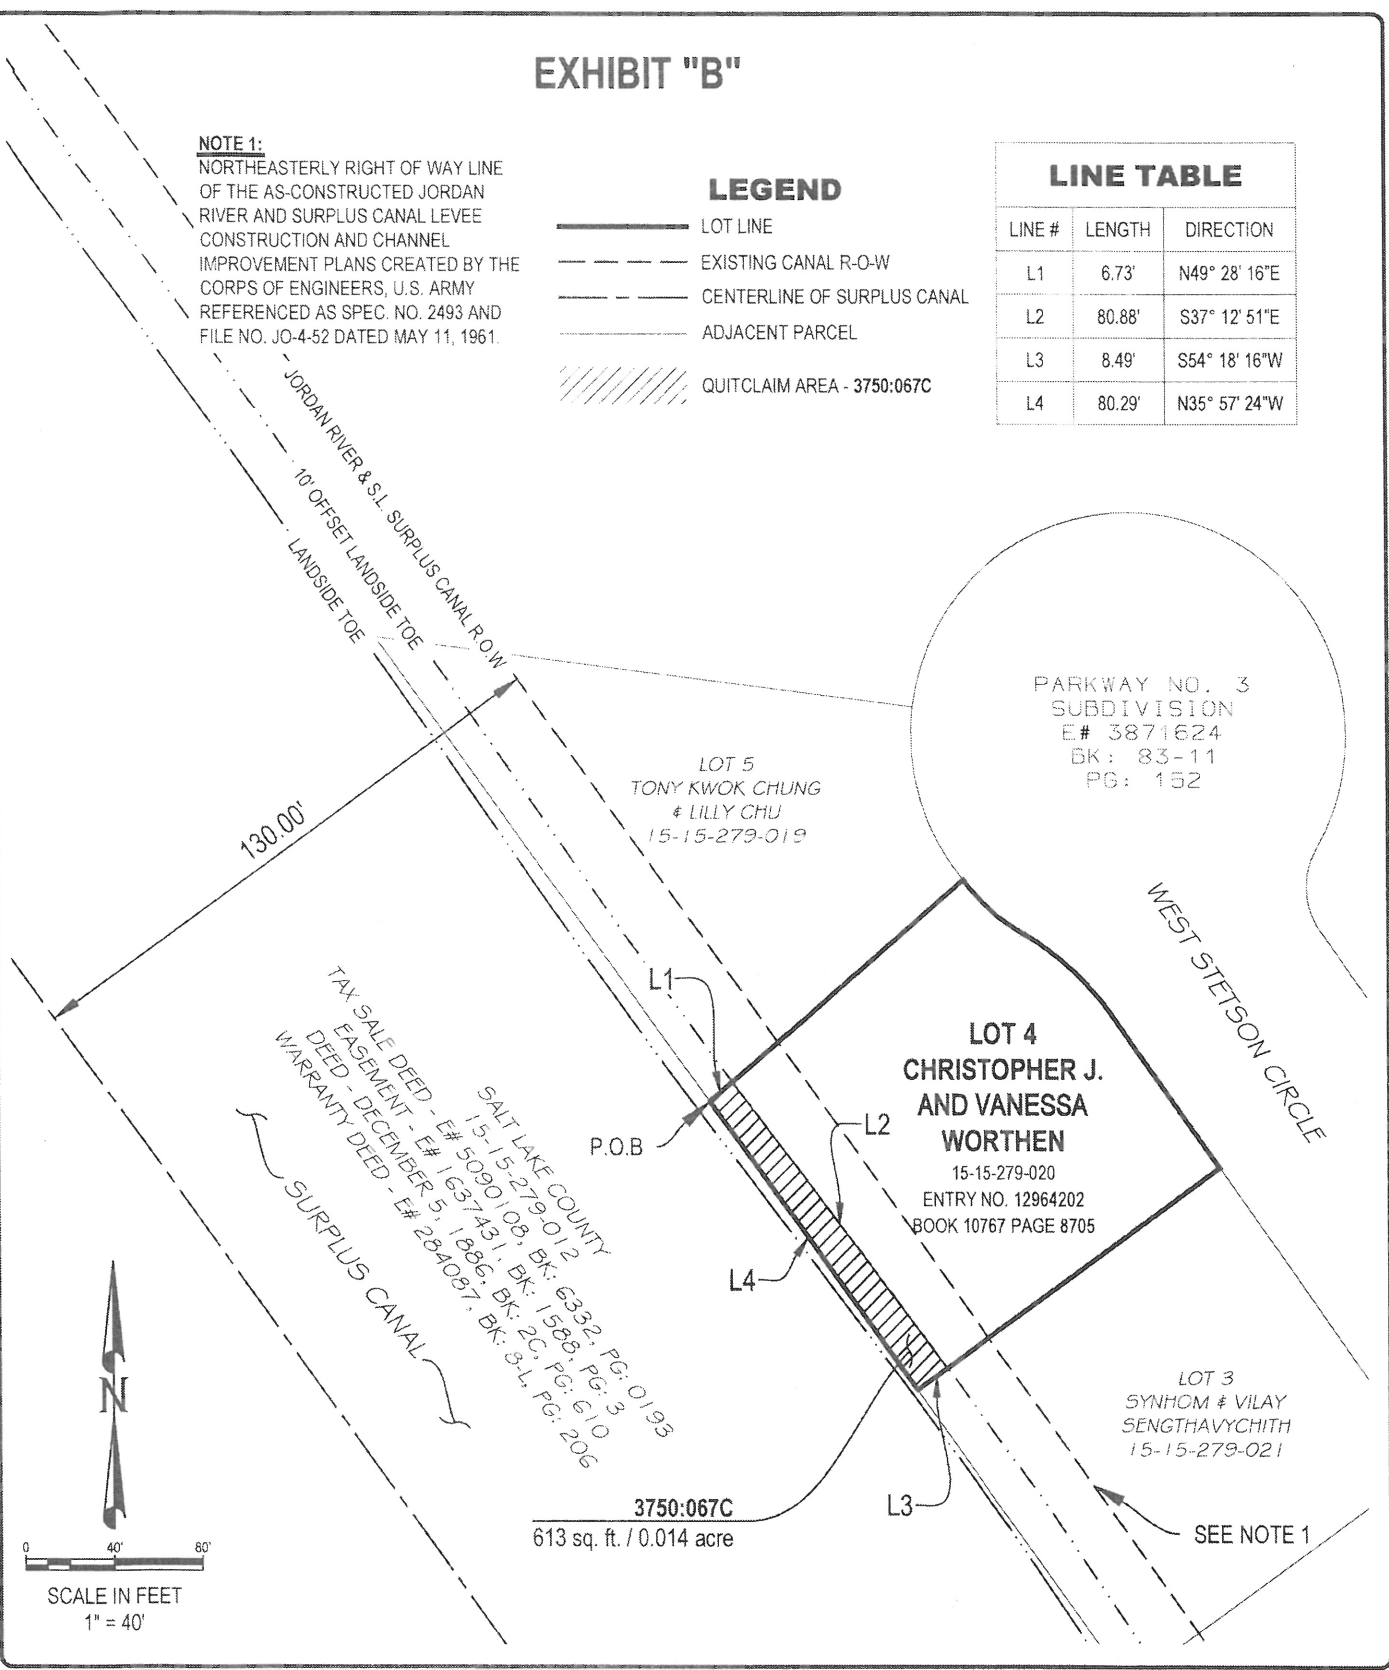 EXHIBIT "B"
NOTE 1:
NORTHEASTERLY RIGHT OF WAY LINE
OF THE AS-CONSTRUCTED JORDAN
RIVER AND SURPLUS CANAL LEVEE
CONSTRUCTION AND CHANNEL
IMPROVEMENT PLANS CREATED BY THE
CORPS OF ENGINEERS, U.S. ARMY
REFERENCED AS SPEC. NO. 2493 AND
FILE NO. JO-4-52 DATED MAY 11, 1961.
LEGEND
LOT LINE
EXISTING CANAL R-O-W
CENTERLINE OF SURPLUS CANAL
ADJACENT PARCEL
QUITCLAIM AREA - 3750:067C
LINE TABLE
LINE # LENGTH DIRECTION
L1 6.73' N49° 28' 16"E
L2 80.88' S37° 12' 51"E
L3 8.49' S54° 18' 16"W
L4 80.29' N35° 57' 24"W
JORDAN RIVER & S.L. SURPLUS CANAL R.O.W
10' OFFSET LANDSIDE TOE
LANDSIDE TOE
PARKWAY NO. 3
SUBDIVISION
E# 3871624
BK: 83-11
PG: 152
LOT 5
TONY KWOK CHUNG
& LILLY CHU
15-15-279-019
130.00'
WEST STETSON CIRCLE
L1
LOT 4
CHRISTOPHER J.
AND VANESSA
WORTHEN
15-15-279-020
ENTRY NO. 12964202
BOOK 10767 PAGE 8705
L2
P.O.B
L4
SALT LAKE COUNTY
15-15-279-012
TAX SALE DEED - E# 5090108, BK: 6332, PG: 0193
EASEMENT - E# 1637431, BK: 1588, PG: 3
DEED - DECEMBER 5, 1886, BK: 2C, PG: 610
WARRANTY DEED - E# 284087, BK: 3-L, PG: 206
SURPLUS CANAL
N
LOT 3
SYNHOM & VILAY
SENGTHAVYCHITH
15-15-279-021
L3
3750:067C
613 sq. ft. / 0.014 acre
SEE NOTE 1
0 40' 80'
SCALE IN FEET
1" = 40'